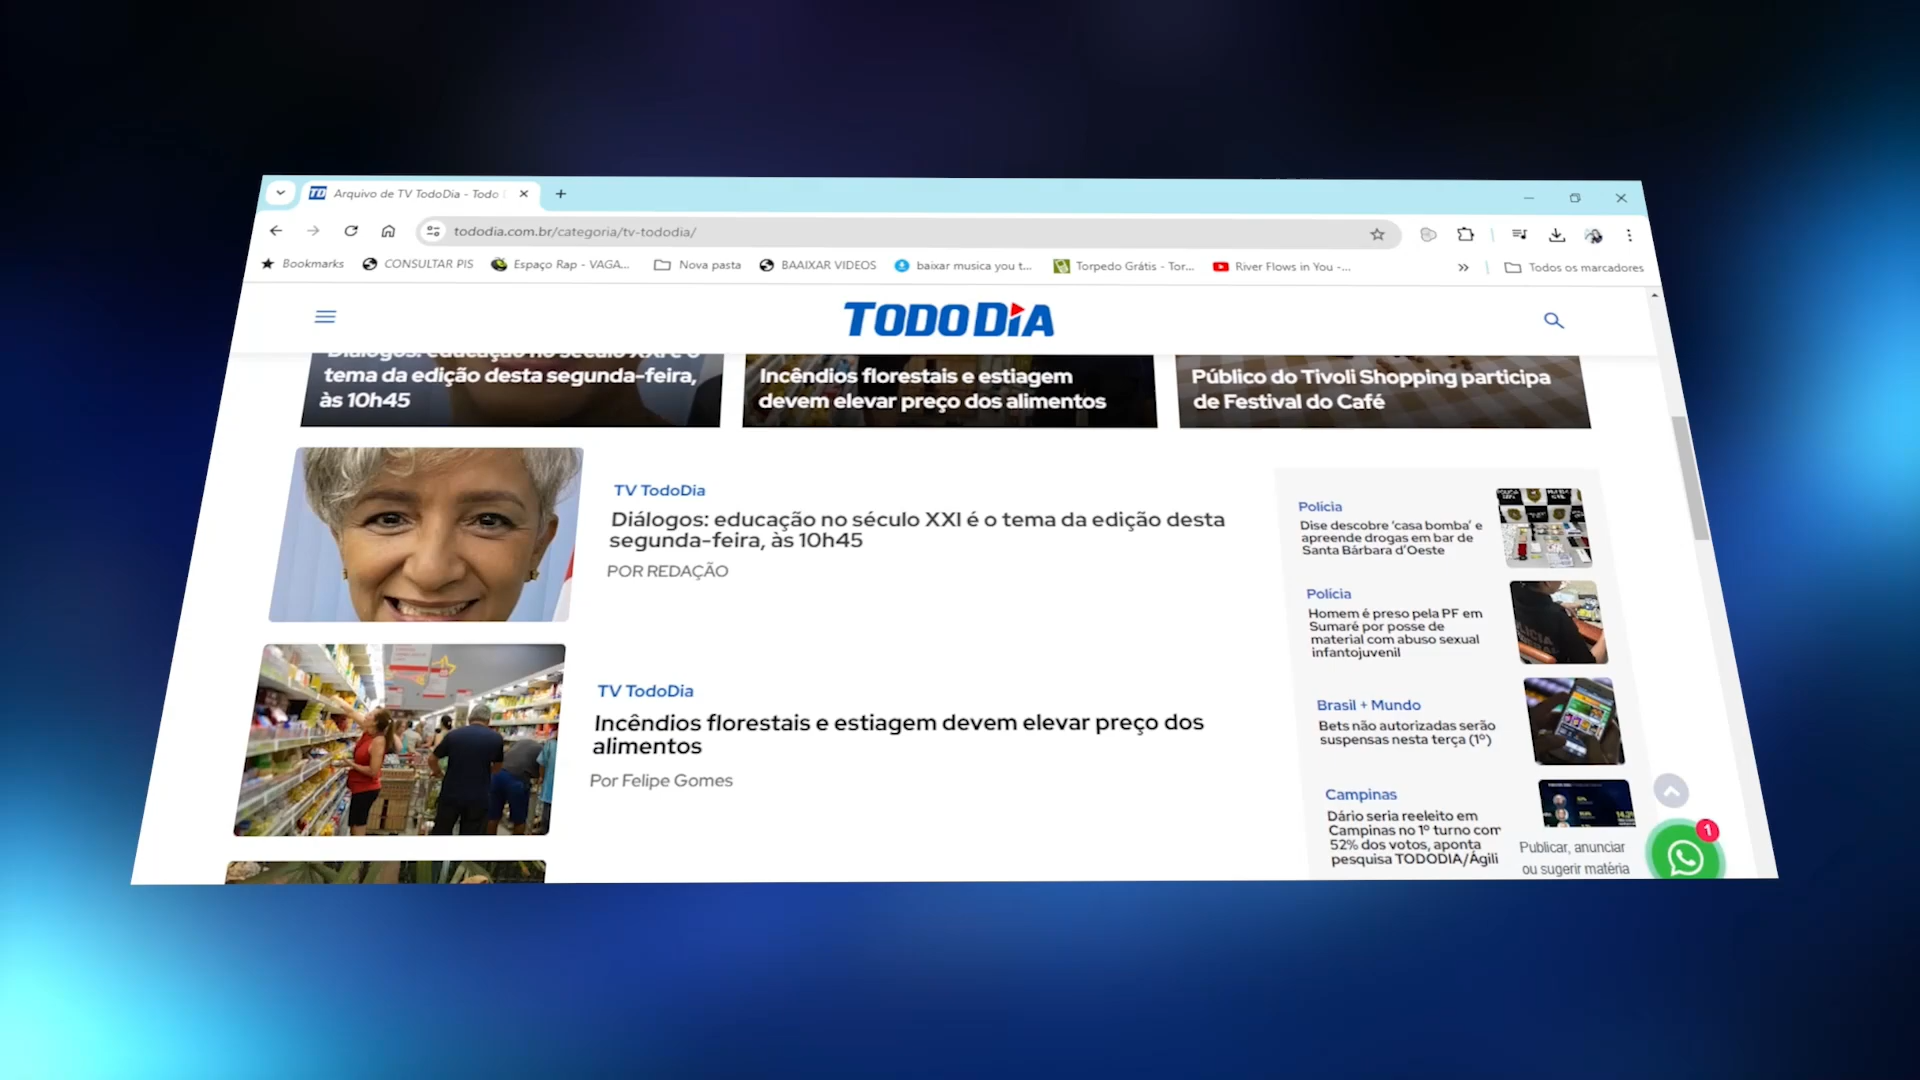 TD Arquivo de TV TodoDia - Todo
tododia.com.br/categoria/tv-tododia/
Bookmarks
CONSULTAR PIS
Espaço Rap - VAGA...
Nova pasta
BAAIXAR VIDEOS
baixar musica you t...
Torpedo Grátis - Tor...
River Flows in You -...
Todos os marcadores
TODODIA
Diálogos: educação no século XXI é o
tema da edição desta segunda-feira,
às 10h45
Incêndios florestais e estiagem
devem elevar preço dos alimentos
Público do Tivoli Shopping participa
de Festival do Café
TV TodoDia
Diálogos: educação no século XXI é o tema da edição desta
segunda-feira, às 10h45
POR REDAÇÃO
TV TodoDia
Incêndios florestais e estiagem devem elevar preço dos
alimentos
Por Felipe Gomes
Polícia
Dise descobre ‘casa bomba’ e
apreende drogas em bar de
Santa Bárbara d’Oeste
Polícia
Homem é preso pela PF em
Sumaré por posse de
material com abuso sexual
infantojuvenil
Brasil + Mundo
Bets não autorizadas serão
suspensas nesta terça (1º)
Campinas
Dário seria reeleito em
Campinas no 1º turno com
52% dos votos, aponta
pesquisa TODODIA/Ágili
Publicar, anunciar
ou sugerir matéria
1